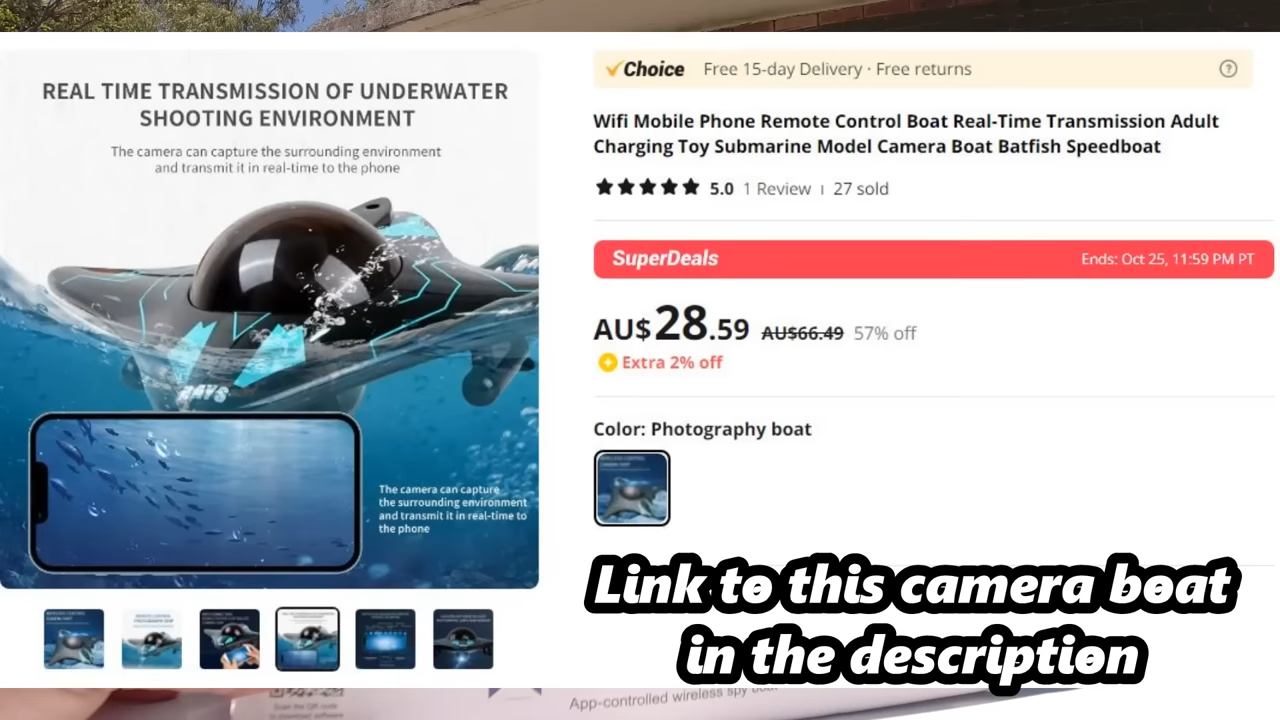 REAL TIME TRANSMISSION OF UNDERWATER
SHOOTING ENVIRONMENT
The camera can capture the surrounding environment
and transmit it in real-time to the phone
RAYS
The camera can capture
the surrounding environment
and transmit it in real-time to
the phone
Choice Free 15-day Delivery · Free returns
Wifi Mobile Phone Remote Control Boat Real-Time Transmission Adult
Charging Toy Submarine Model Camera Boat Batfish Speedboat
5.0 1 Review 27 sold
SuperDeals Ends: Oct 25, 11:59 PM PT
AU$28.59 AU$66.49 57% off
Extra 2% off
Color: Photography boat
Link to this camera boat
in the description
Scan the QR code
App-controlled wireless spy